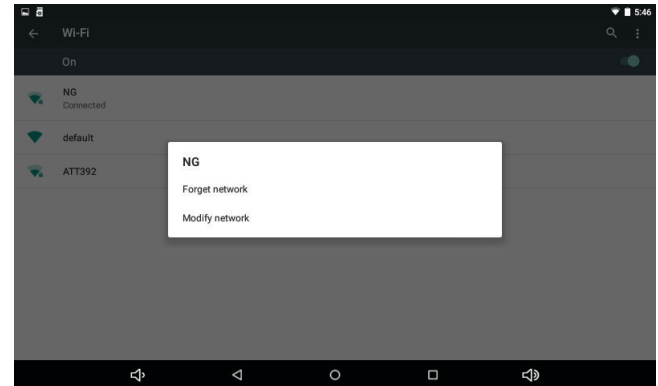 5:46
Wi-Fi
On
NG
Connected
default
ATT392
NG
Forget network
Modify network